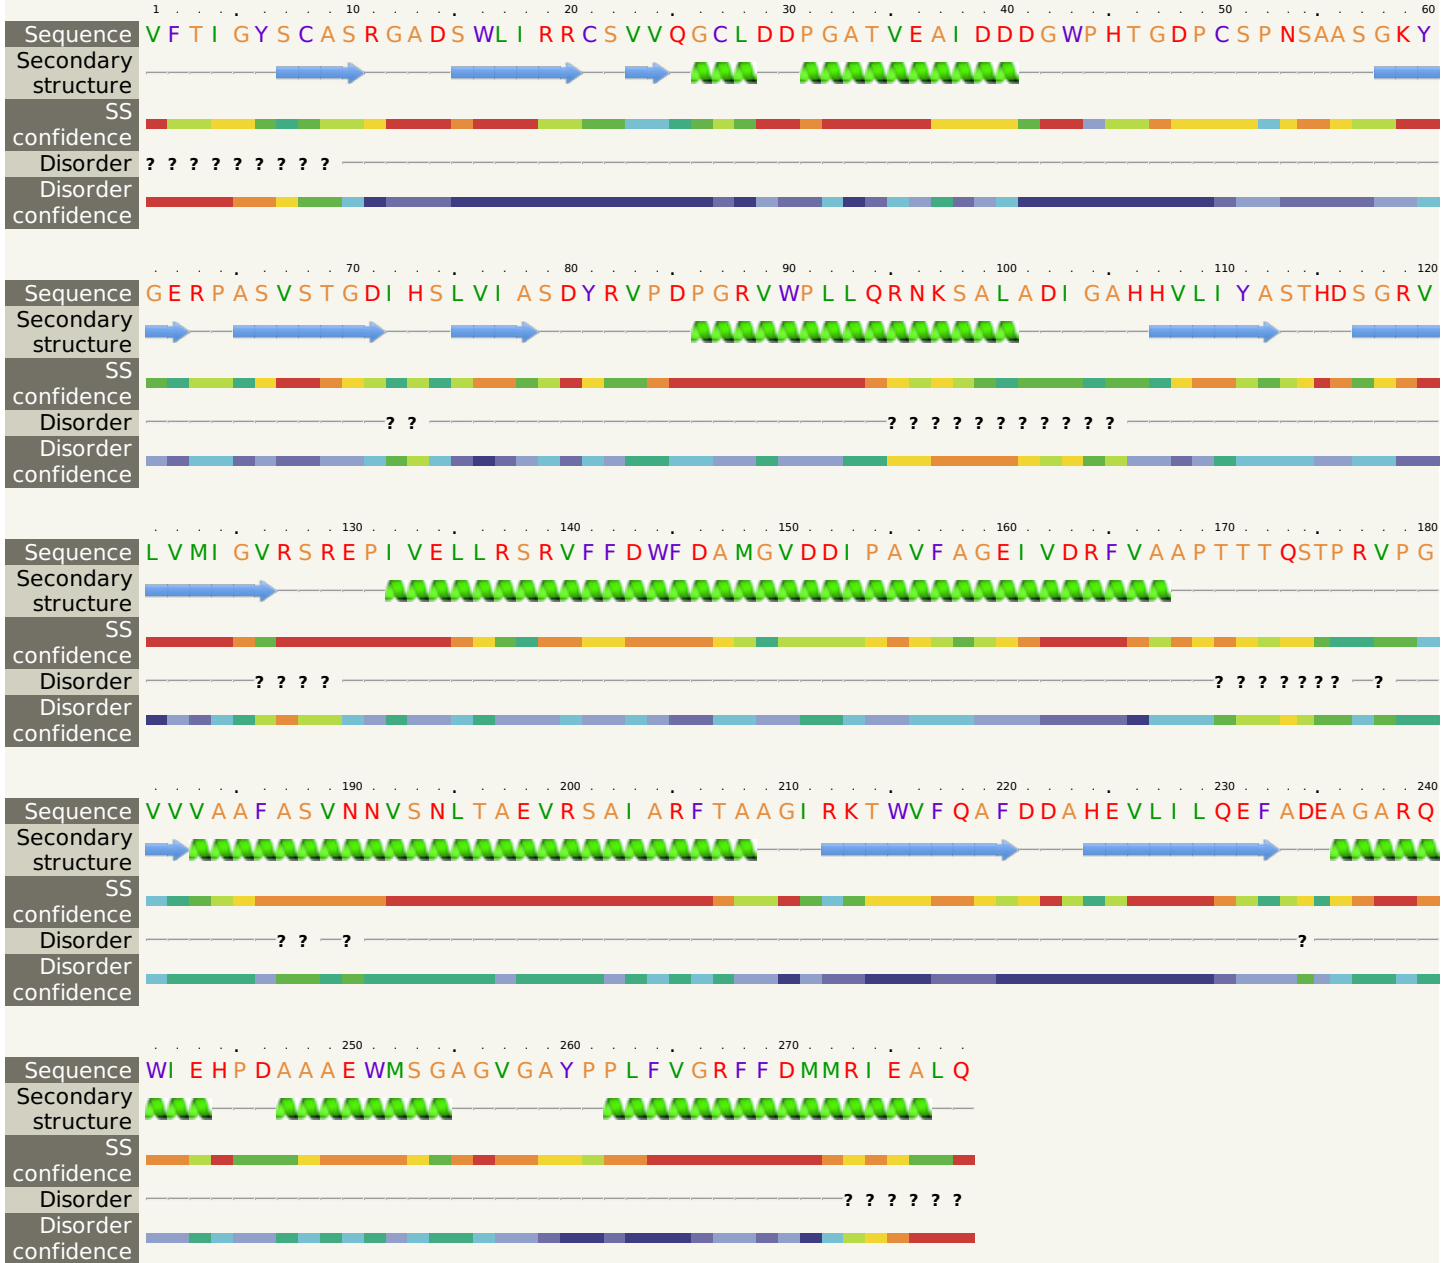 1 10 20 30 40 50 60
Sequence VFTIGYSCASRGADSWLIRRCSVVQGCLDDPGATVEAIDDDGWPHTGDPCSPNSAASGKY
Secondary
structure
SS
confidence
Disorder ? ? ? ? ? ? ? ? ?
Disorder
confidence
70 80 90 100 110 120
Sequence GERPASVSTGDIHSLVIASDYRVPDPGRVWPLLQRNKSALADIGAHHVLIYASTHDSGRV
Secondary
structure
SS
confidence
Disorder ? ? ? ? ? ? ? ? ? ? ? ? ?
Disorder
confidence
130 140 150 160 170 180
Sequence LVMIGVRSREPIVELLRSRVFFDWFDAMGVDDIPAVFAGEIVDRFVAAPTTTQSTPRVPG
Secondary
structure
SS
confidence
Disorder ? ? ? ? ? ? ? ? ? ? ? ?
Disorder
confidence
190 200 210 220 230 240
Sequence VVVAAFASVNNVSNLTAEVRSAIARFTAAGIRKTWVFQAFDDAHEVLILQEFADEAGARQ
Secondary
structure
SS
confidence
Disorder ? ? ? ?
Disorder
confidence
250 260 270
Sequence WIEHPDAAAEWMSGAGVGAYPPLFVGRFFDMMRIEALQ
Secondary
structure
SS
confidence
Disorder ? ? ? ? ? ?
Disorder
confidence